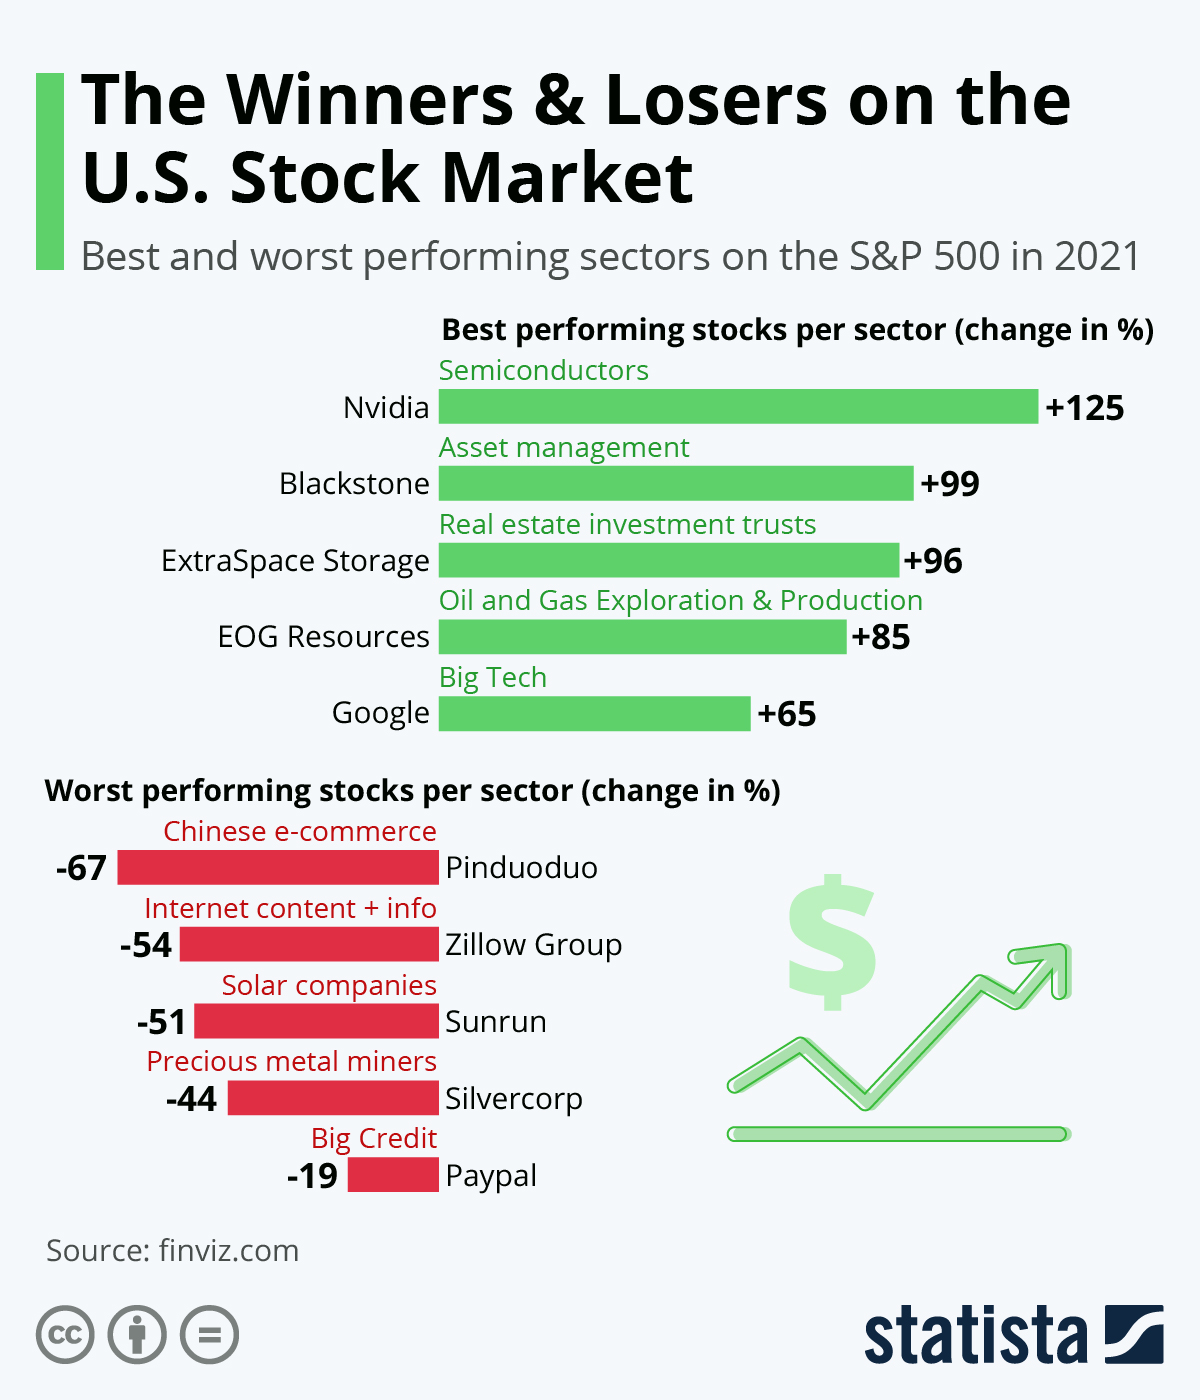 The Winners & Losers on the
U.S. Stock Market
Best and worst performing sectors on the S&P 500 in 2021
Best performing stocks per sector (change in %)
Semiconductors
Nvidia +125
Asset management
Blackstone +99
Real estate investment trusts
ExtraSpace Storage +96
Oil and Gas Exploration & Production
EOG Resources +85
Big Tech
Google +65
Worst performing stocks per sector (change in %)
Chinese e-commerce
-67 Pinduoduo
Internet content + info
-54 Zillow Group
Solar companies
-51 Sunrun
Precious metal miners
-44 Silvercorp
Big Credit
-19 Paypal
$
Source: finviz.com
cc =
statista